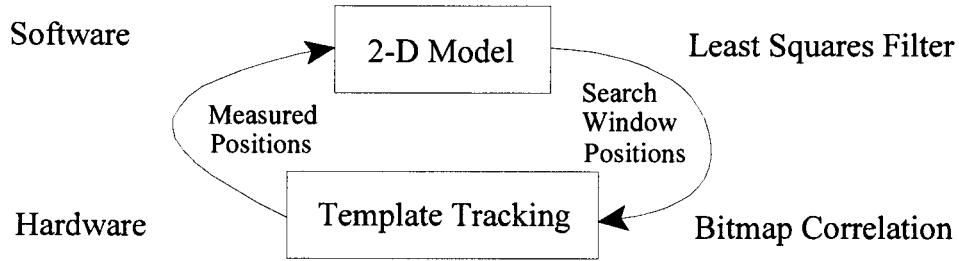 Software
2-D Model
Least Squares Filter
Measured
Positions
Search
Window
Positions
Hardware
Template Tracking
Bitmap Correlation